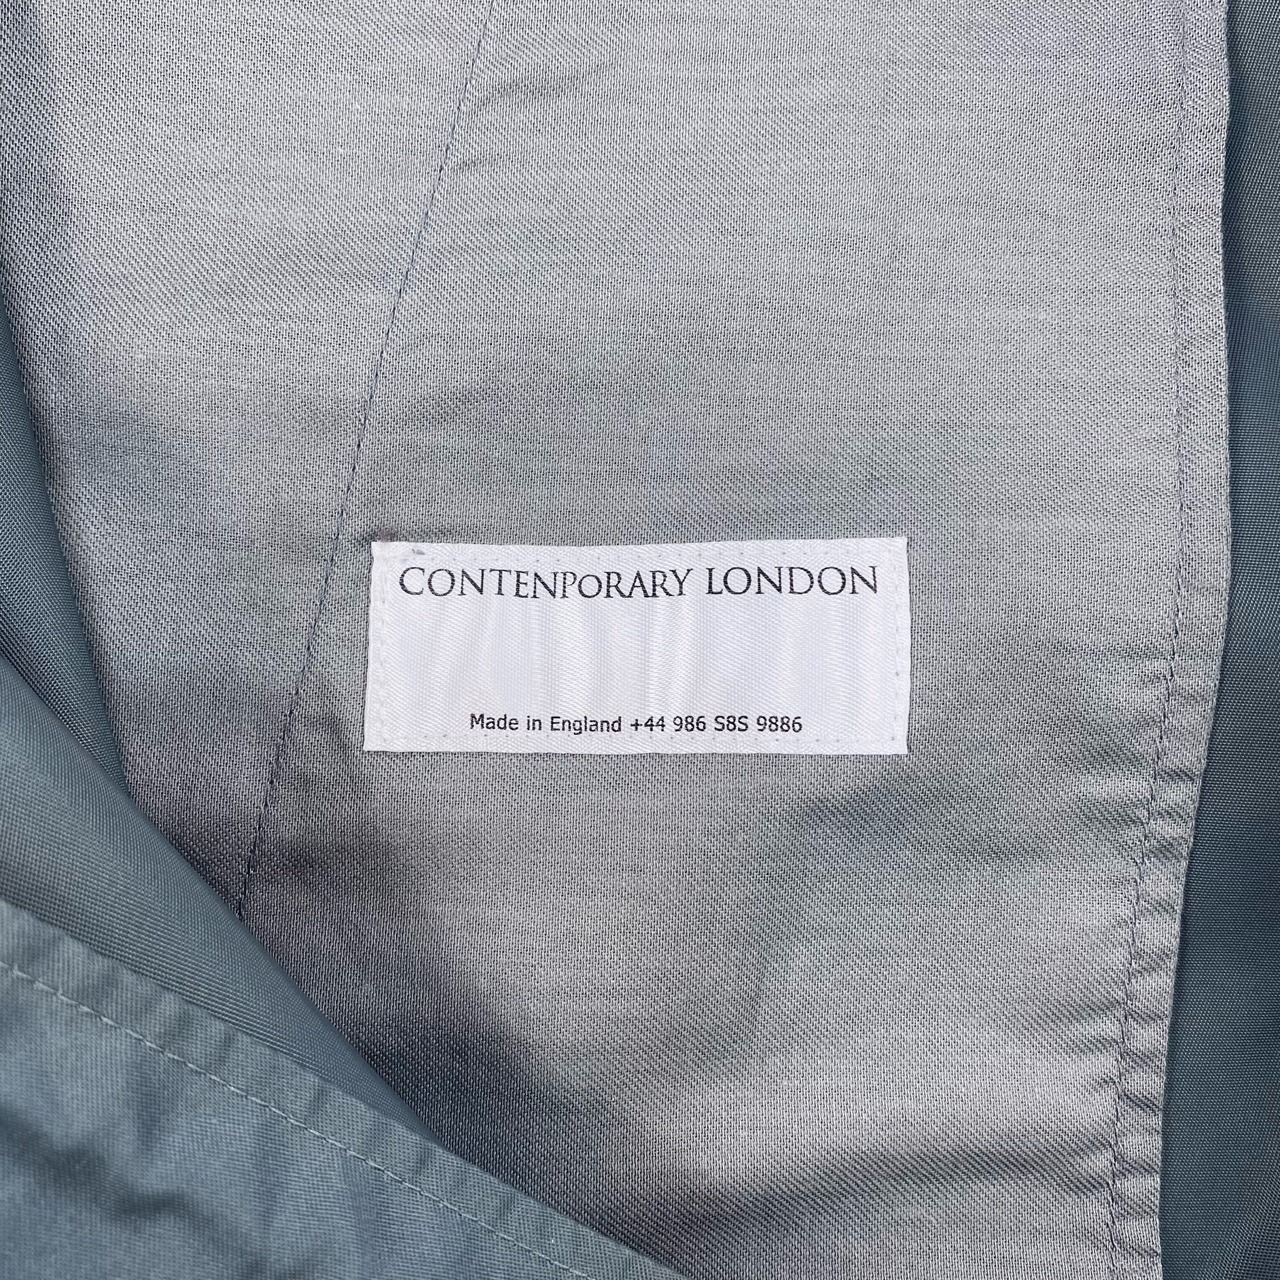 CONTENPORARY LONDON
Made in England +44 986 S8S 9886